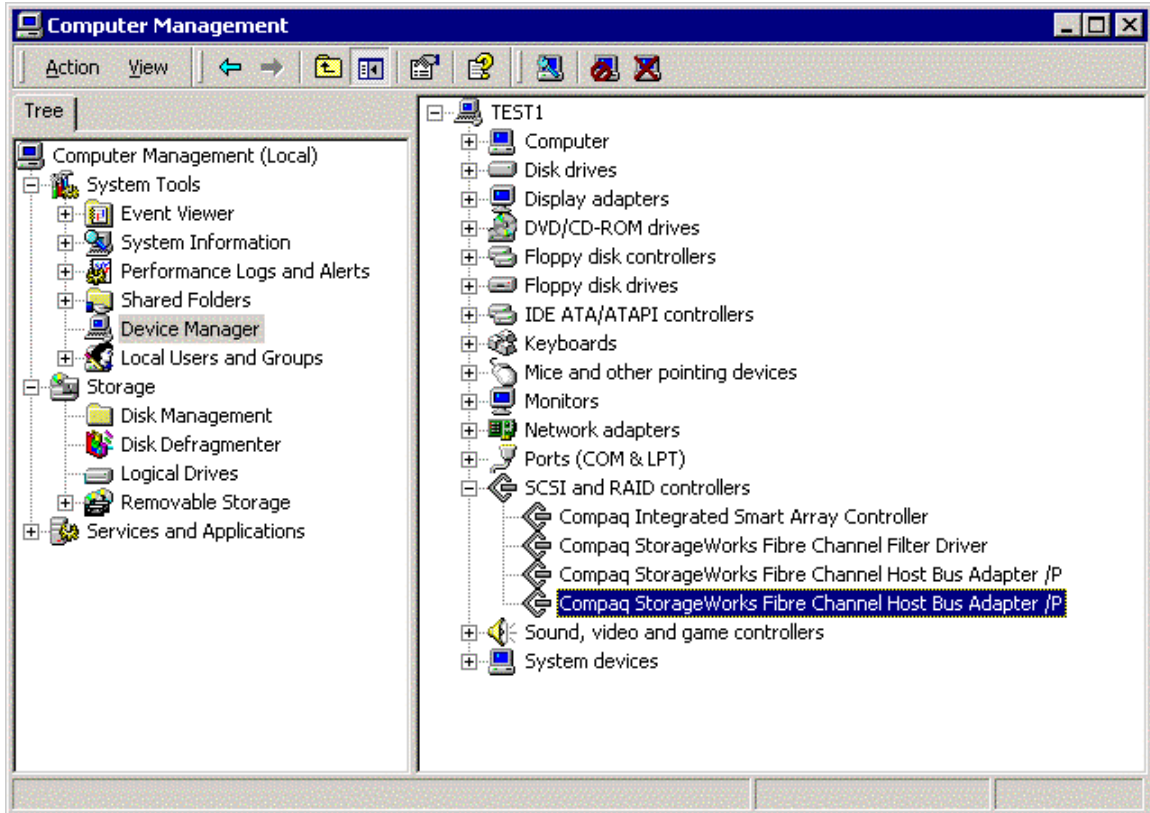 Computer Management
Action View
Tree
Computer Management (Local)
System Tools
Event Viewer
System Information
Performance Logs and Alerts
Shared Folders
Device Manager
Local Users and Groups
Storage
Disk Management
Disk Defragmenter
Logical Drives
Removable Storage
Services and Applications
TEST1
Computer
Disk drives
Display adapters
DVD/CD-ROM drives
Floppy disk controllers
Floppy disk drives
IDE ATA/ATAPI controllers
Keyboards
Mice and other pointing devices
Monitors
Network adapters
Ports (COM & LPT)
SCSI and RAID controllers
Compaq Integrated Smart Array Controller
Compaq StorageWorks Fibre Channel Filter Driver
Compaq StorageWorks Fibre Channel Host Bus Adapter /P
Compaq StorageWorks Fibre Channel Host Bus Adapter /P
Sound, video and game controllers
System devices